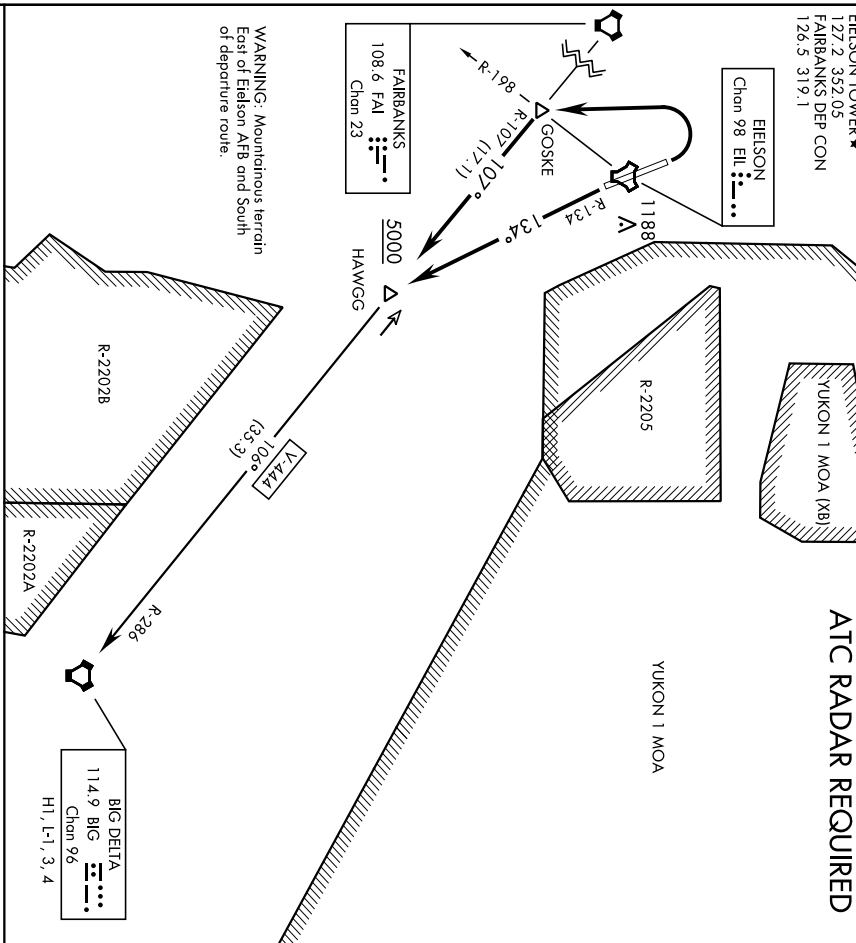 EIELSON TOWER★
127.2 352.05
FAIRBANKS DEP CON
126.5 319.1
ATC RADAR REQUIRED
EIELSON
Chan 98 EIL
FAIRBANKS
108.6 FAI
Chan 23
R-198
R-107
(17.1)
107°
GOSKE
R-134
134°
1188
5000
HAWGG
WARNING: Mountainous terrain
East of Eielson AFB and South
of departure route.
YUKON 1 MOA (XB)
R-2205
YUKON 1 MOA
R-2202B
R-2202A
V-444
106°
(35.3)
R-286
BIG DELTA
114.9 BIG
Chan 96
H1, L-1, 3, 4